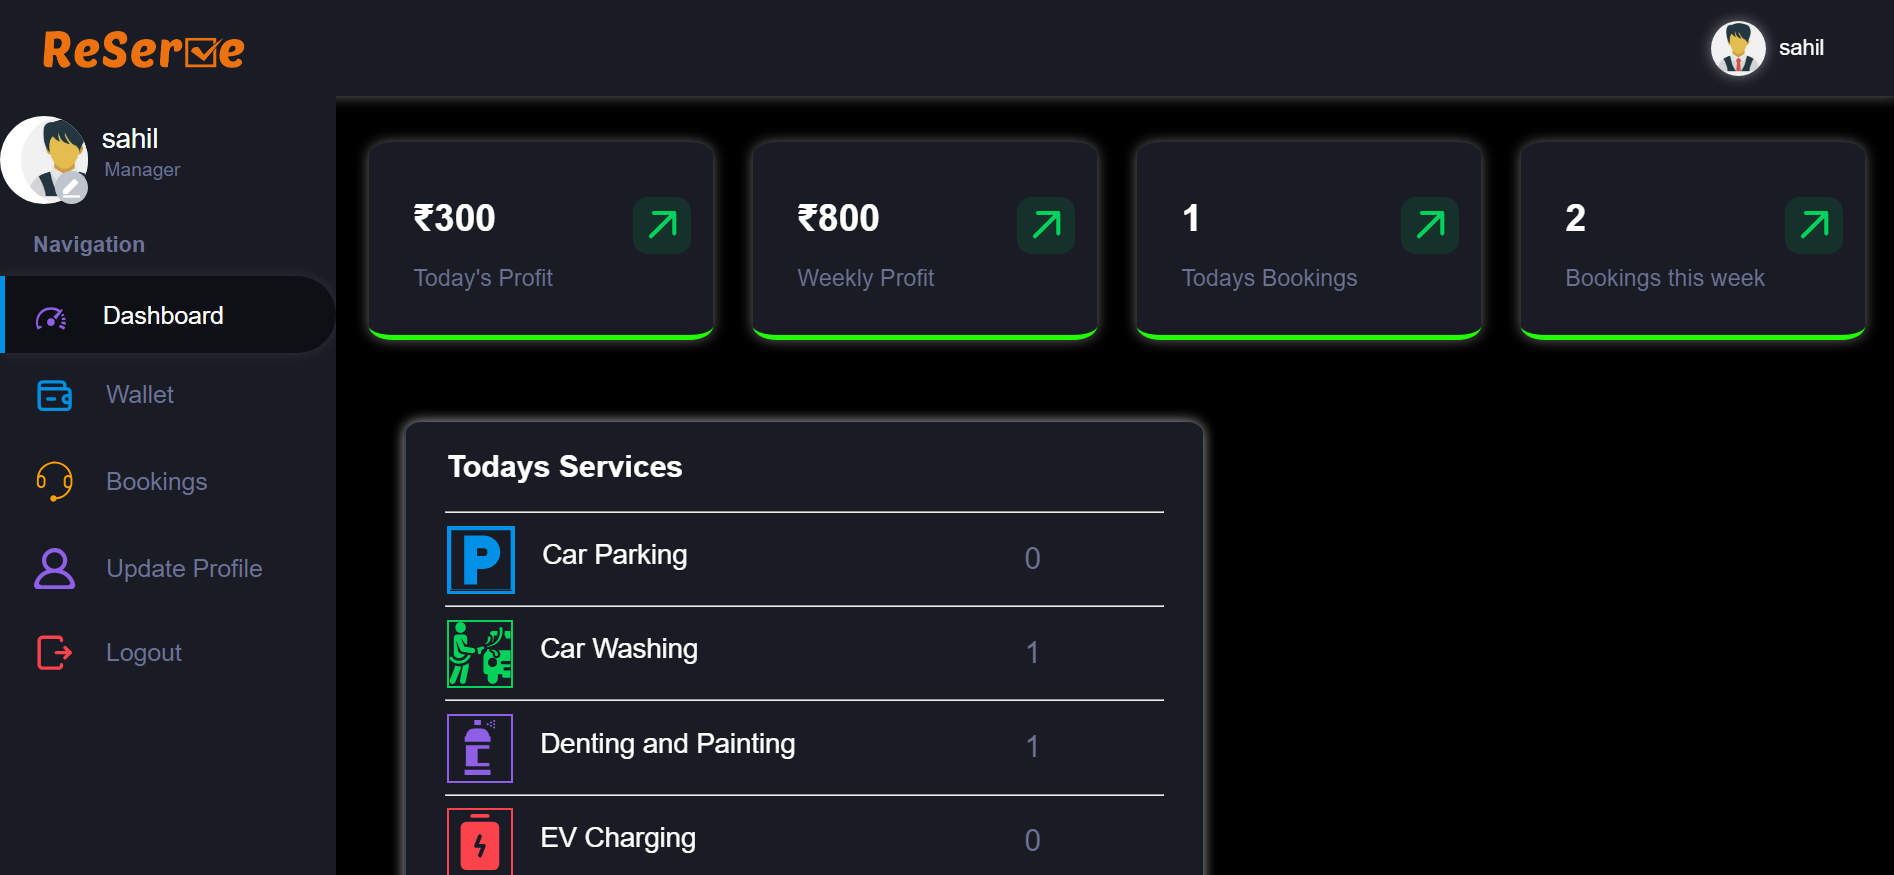 ReServe
sahil
sahil
Manager
Navigation
Dashboard
Wallet
Bookings
Update Profile
Logout
₹300
Today's Profit
₹800
Weekly Profit
1
Todays Bookings
2
Bookings this week
Todays Services
P Car Parking 0
Car Washing 1
Denting and Painting 1
EV Charging 0